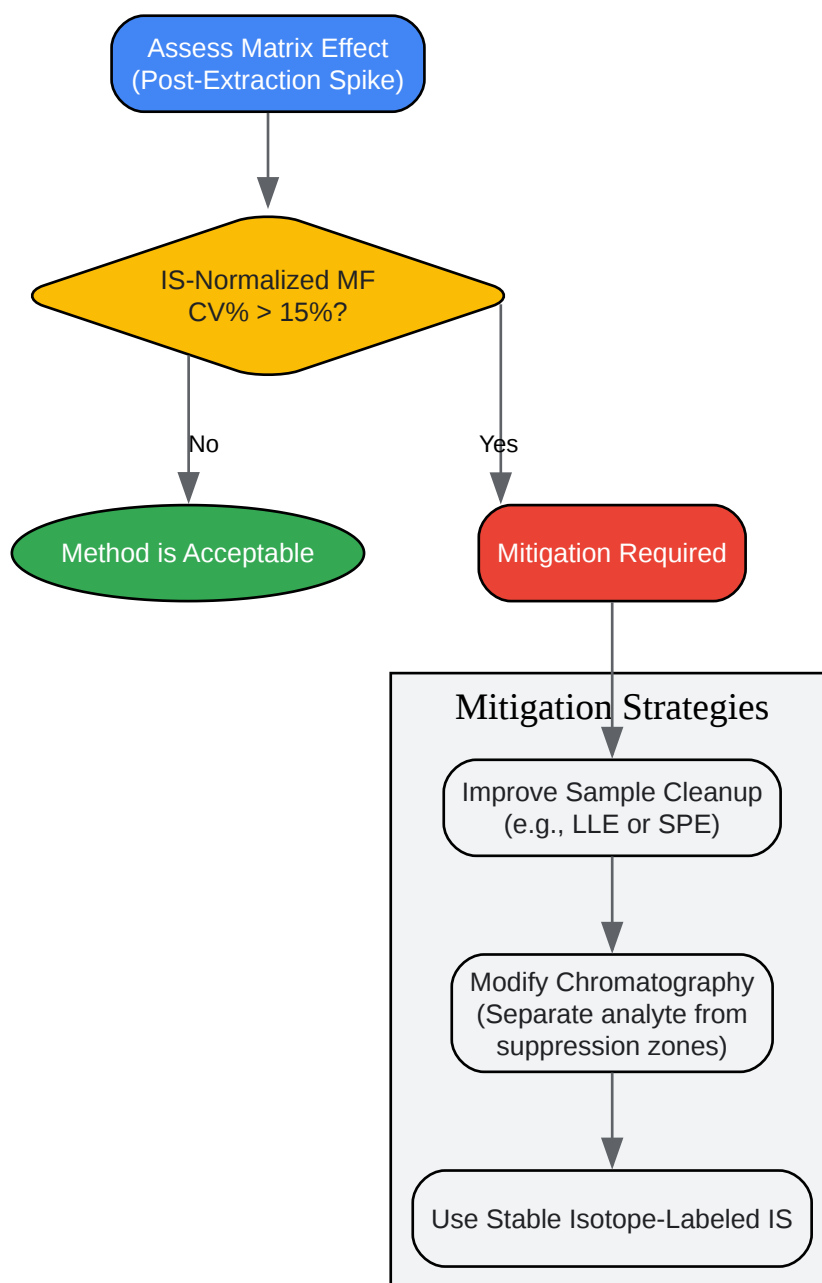 Assess Matrix Effect
(Post-Extraction Spike)
IS-Normalized MF
CV% > 15%?
No
Yes
Method is Acceptable
Mitigation Required
Mitigation Strategies
Improve Sample Cleanup
(e.g., LLE or SPE)
Modify Chromatography
(Separate analyte from
suppression zones)
Use Stable Isotope-Labeled IS